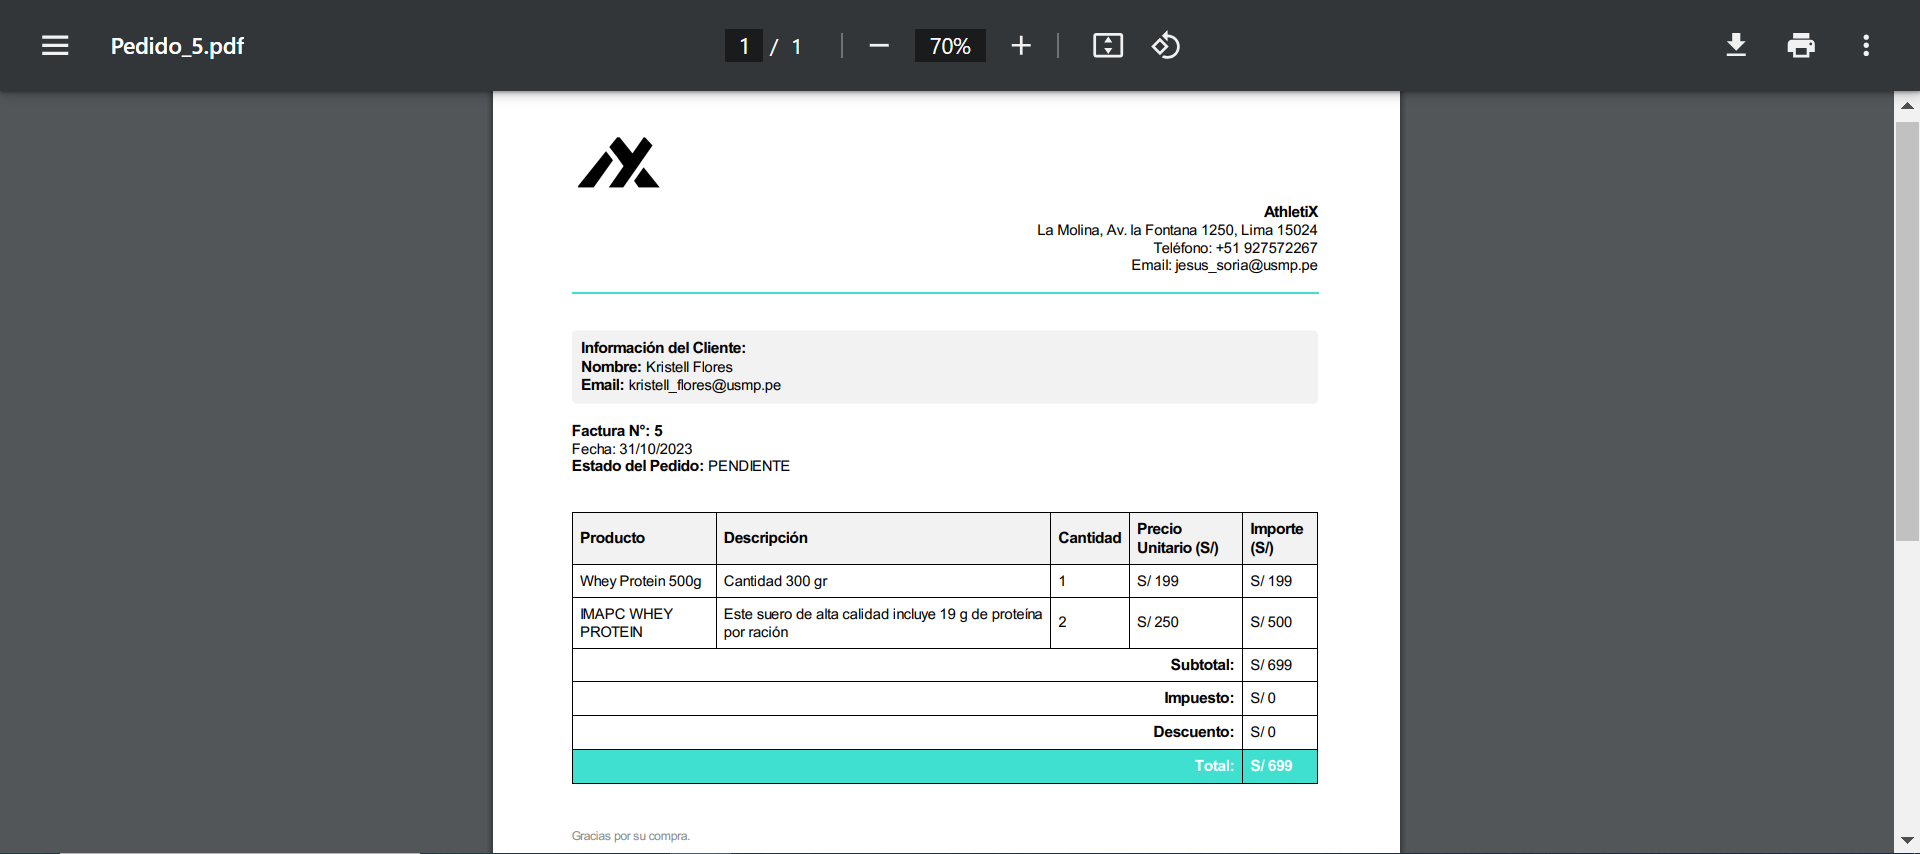 Pedido_5.pdf
1 / 1
70%
AthletiX
La Molina, Av. la Fontana 1250, Lima 15024
Teléfono: +51 927572267
Email: jesus_soria@usmp.pe
Información del Cliente:
Nombre: Kristell Flores
Email: kristell_flores@usmp.pe
Factura N°: 5
Fecha: 31/10/2023
Estado del Pedido: PENDIENTE
Producto Descripción Cantidad Precio Unitario (S/) Importe (S/)
Whey Protein 500g Cantidad 300 gr 1 S/ 199 S/ 199
IMAPC WHEY PROTEIN Este suero de alta calidad incluye 19 g de proteína por ración 2 S/ 250 S/ 500
Subtotal: S/ 699
Impuesto: S/ 0
Descuento: S/ 0
Total: S/ 699
Gracias por su compra.